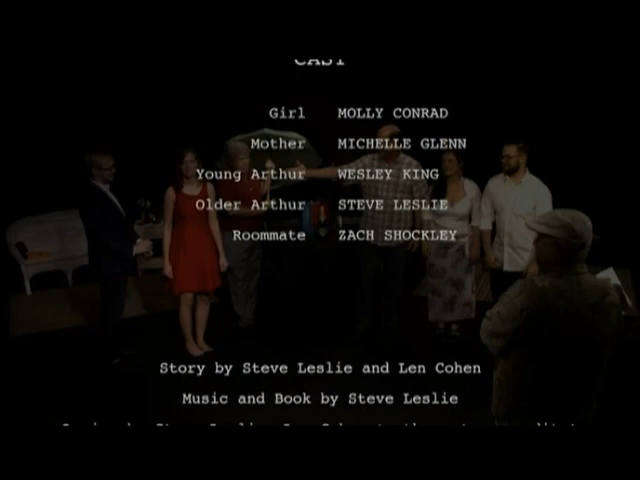 CAST
Girl MOLLY CONRAD
Mother MICHELLE GLENN
Young Arthur WESLEY KING
Older Arthur STEVE LESLIE
Roommate ZACH SHOCKLEY
Story by Steve Leslie and Len Cohen
Music and Book by Steve Leslie